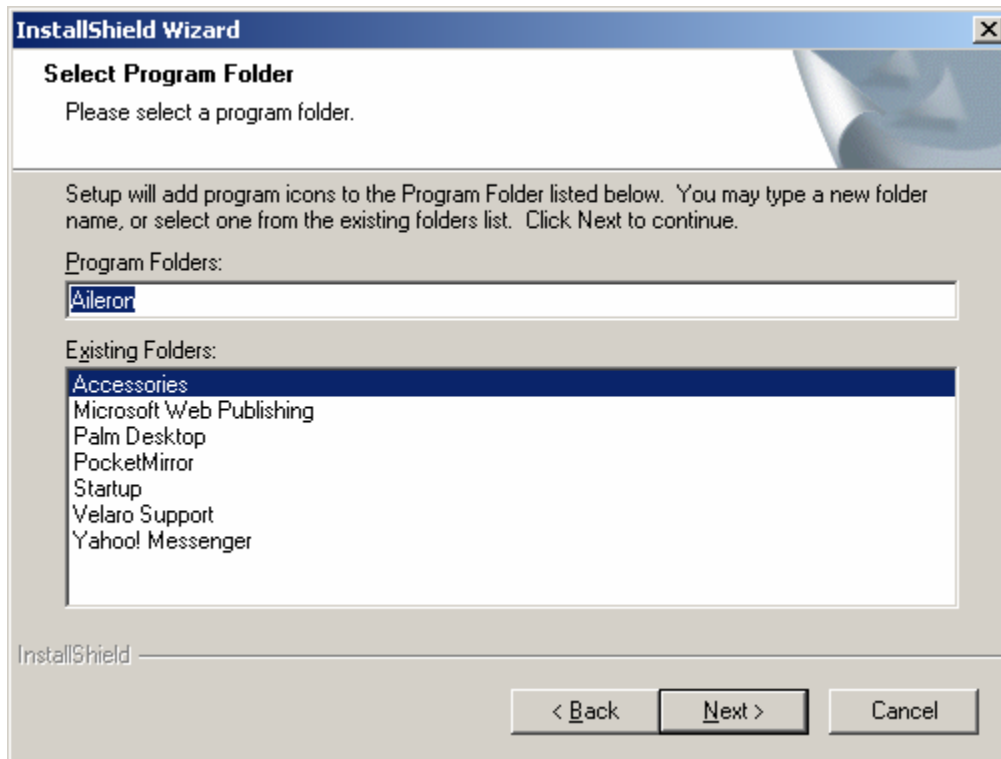 InstallShield Wizard
Select Program Folder
Please select a program folder.
Setup will add program icons to the Program Folder listed below.  You may type a new folder
name, or select one from the existing folders list.  Click Next to continue.
Program Folders:
Aileron
Existing Folders:
Accessories
Microsoft Web Publishing
Palm Desktop
PocketMirror
Startup
Velaro Support
Yahoo! Messenger
InstallShield
< Back
Next >
Cancel